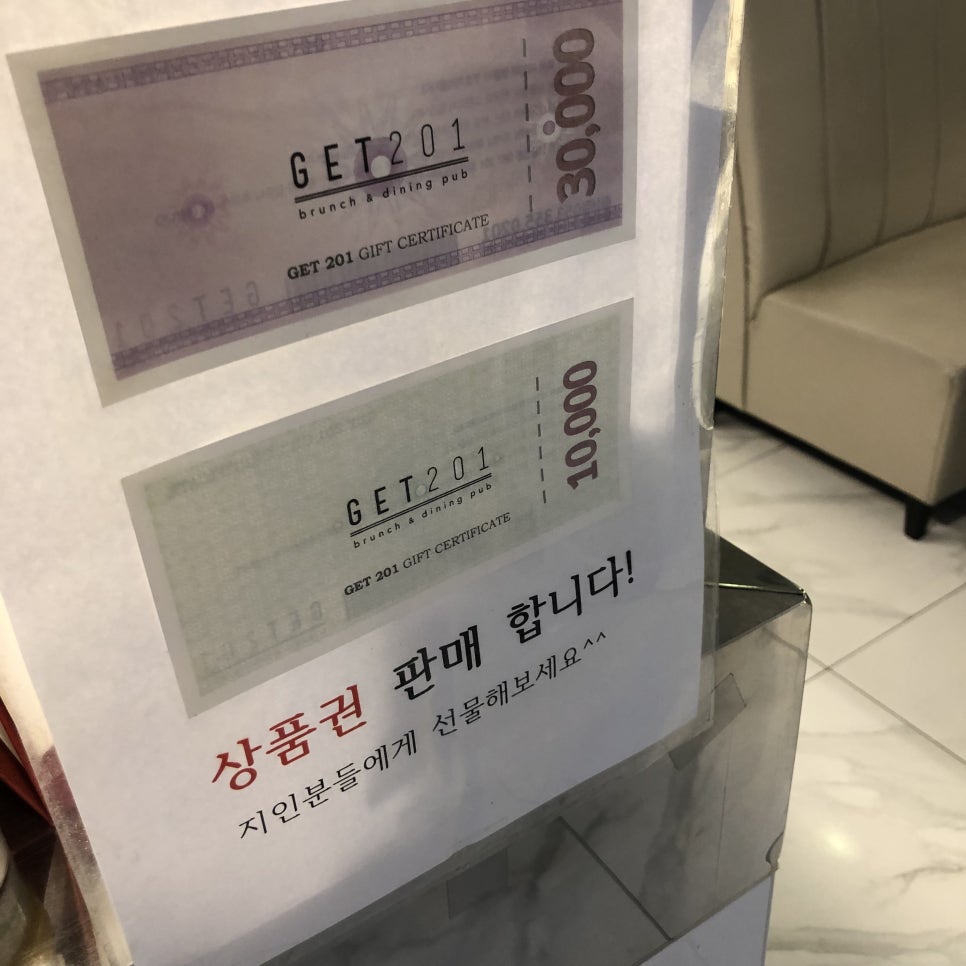 GET201
brunch & dining pub
GET 201 GIFT CERTIFICATE
30,000
GET201
brunch & dining pub
GET 201 GIFT CERTIFICATE
10,000
상품권 판매 합니다!
지인분들에게 선물해보세요^^